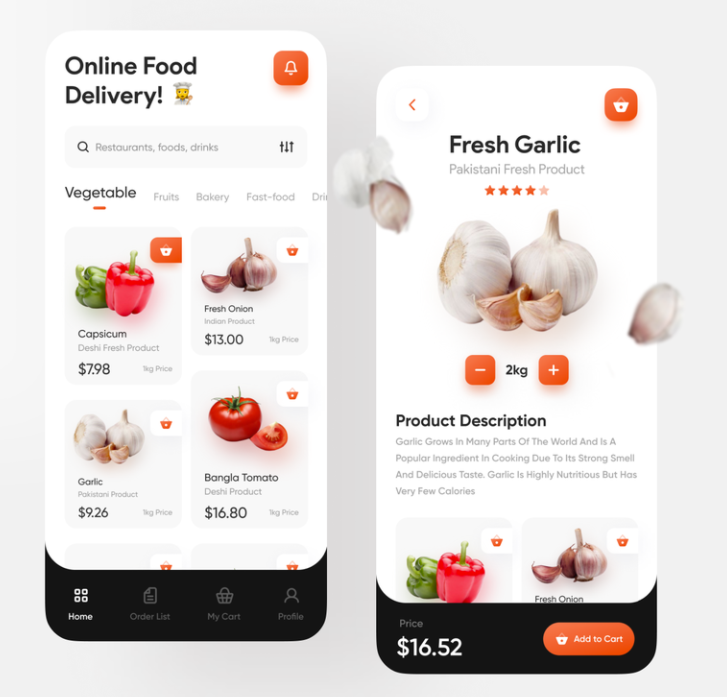 Online Food
Delivery!
Restaurants, foods, drinks
Vegetable Fruits Bakery Fast-food Dri
Capsicum
Deshi Fresh Product
$7.98 1kg Price
Fresh Onion
Indian Product
$13.00 1kg Price
Garlic
Pakistani Product
$9.26 1kg Price
Bangla Tomato
Deshi Product
$16.80 1kg Price
Home Order List My Cart Profile
Fresh Garlic
Pakistani Fresh Product
2kg
Product Description
Garlic Grows In Many Parts Of The World And Is A
Popular Ingredient In Cooking Due To Its Strong Smell
And Delicious Taste. Garlic Is Highly Nutritious But Has
Very Few Calories
Fresh Onion
Price
$16.52
Add to Cart